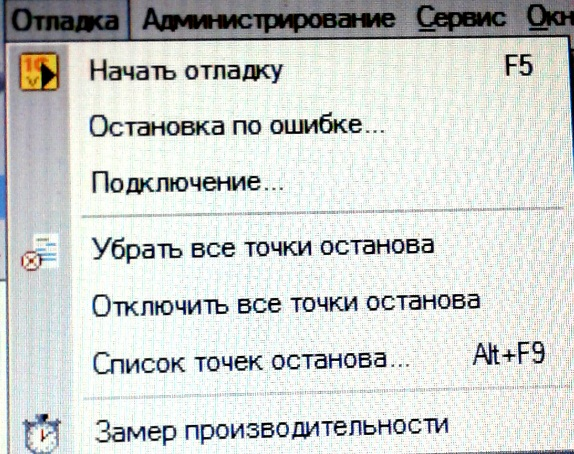 Отладка Администрирование Сервис
Начать отладку F5
Остановка по ошибке...
Подключение...
Убрать все точки останова
Отключить все точки останова
Список точек останова... Alt+F9
Замер производительности